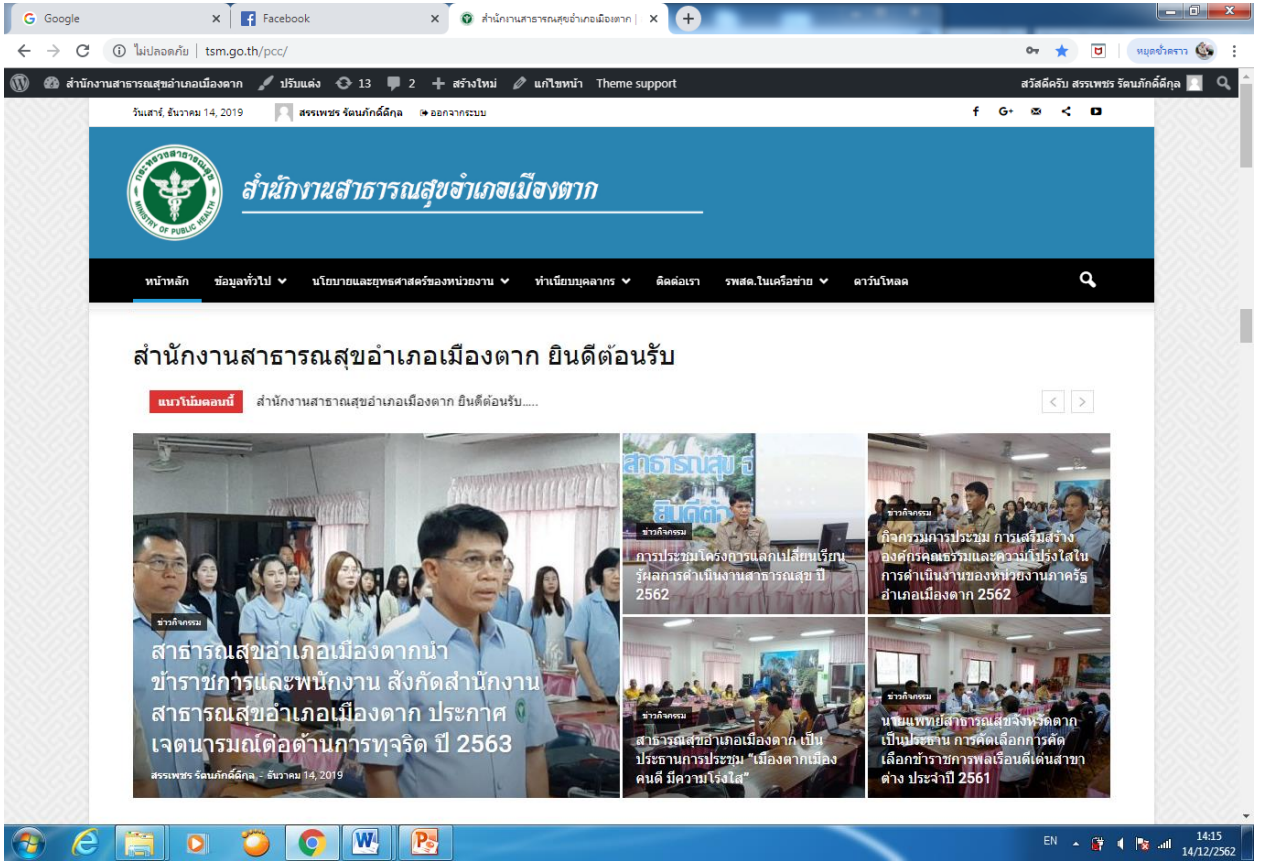 Google
Facebook
สำนักงานสาธารณสุขอำเภอเมืองตาก |
ไม่ปลอดภัย | tsm.go.th/pcc/
หยุดชั่วคราว
สำนักงานสาธารณสุขอำเภอเมืองตาก ปรับแต่ง 13 2 + สร้างใหม่ แก้ไขหน้า Theme support
สวัสดีครับ สรรเพชร รัตนภักดิ์ดีกุล
วันเสาร์, ธันวาคม 14, 2019 สรรเพชร รัตนภักดิ์ดีกุล ออกจากระบบ
กระทรวงสาธารณสุข
MINISTRY OF PUBLIC HEALTH
สำนักงานสาธารณสุขอำเภอเมืองตาก
หน้าหลัก ข้อมูลทั่วไป นโยบายและยุทธศาสตร์ของหน่วยงาน ทำเนียบบุคลากร ติดต่อเรา รพสต.ในเครือข่าย ดาว์นโหลด
สำนักงานสาธารณสุขอำเภอเมืองตาก ยินดีต้อนรับ
แนวโน้มตอนนี้ สำนักงานสาธาณสุขอำเภอเมืองตาก ยินดีต้อนรับ.....
ข่าวกิจกรรม
สาธารณสุขอำเภอเมืองตากนำ
ข้าราชการและพนักงาน สังกัดสำนักงาน
สาธารณสุขอำเภอเมืองตาก ประกาศ
เจตนารมณ์ต่อต้านการทุจริต ปี 2563
สรรเพชร รัตนภักดิ์ดีกุล - ธันวาคม 14, 2019
สาธารณสุข อำ
ยินดีต้
ข่าวกิจกรรม
การประชุมโครงการแลกเปลี่ยนเรียน
รู้ผลการดำเนินงานสาธารณสุข ปี
2562
ข่าวกิจกรรม
กิจกรรมการประชุม การเสริมสร้าง
องค์กรคุณธรรมและความโปร่งใสใน
การดำเนินงานของหน่วยงานภาครัฐ
อำเภอเมืองตาก 2562
ข่าวกิจกรรม
สาธารณสุขอำเภอเมืองตาก เป็น
ประธานการประชุม “เมืองตากเมือง
คนดี มีความโร่งใส”
ข่าวกิจกรรม
นายแพทย์สาธารณสุขจังหวัดตาก
เป็นประธาน การคัดเลือกการคัด
เลือกข้าราชการพลเรือนดีเด่นสาขา
ต่าง ประจำปี 2561
EN
14:15
14/12/2562